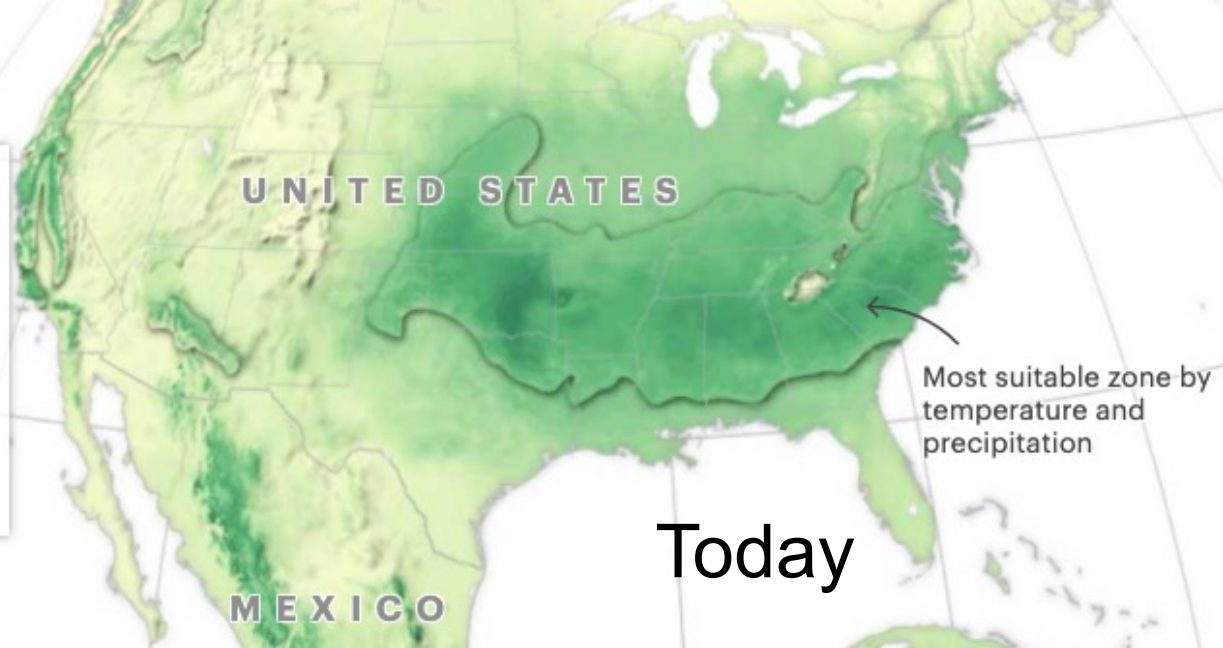 UNITED STATES
Most suitable zone by
temperature and
precipitation
Today
MEXICO